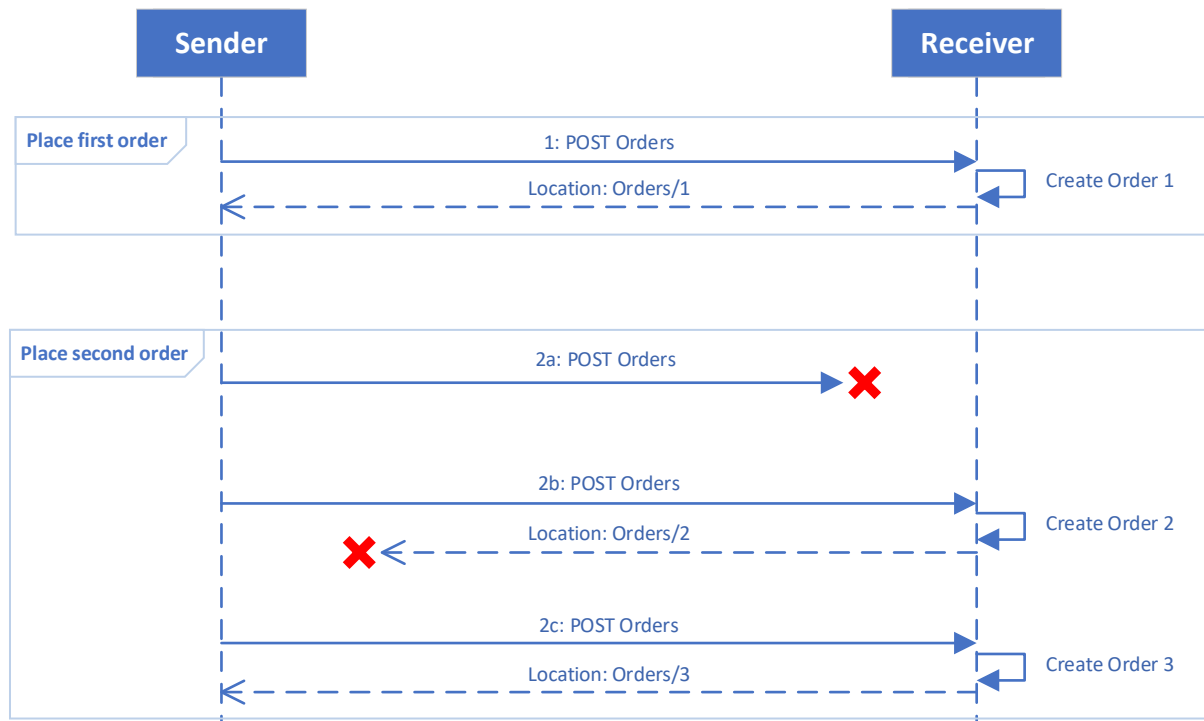 Sender
Receiver
Place first order
1: POST Orders
Create Order 1
Location: Orders/1
Place second order
2a: POST Orders
2b: POST Orders
Create Order 2
Location: Orders/2
2c: POST Orders
Create Order 3
Location: Orders/3